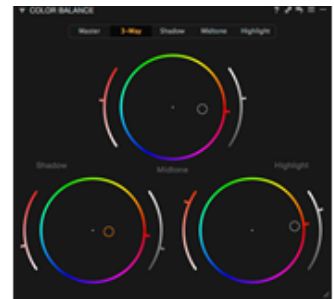 COLOR BALANCE ?
Master 3-Way Shadow Midtone Highlight
Shadow Midtone Highlight